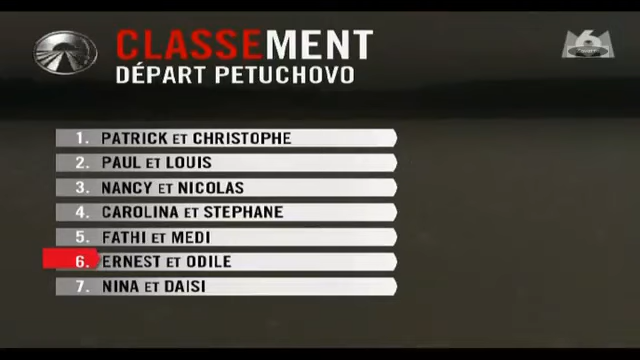 CLASSEMENT
DÉPART PETUCHOVO
1. PATRICK ET CHRISTOPHE
2. PAUL ET LOUIS
3. NANCY ET NICOLAS
4. CAROLINA ET STEPHANE
5. FATHI ET MEDI
6. ERNEST ET ODILE
7. NINA ET DAISI